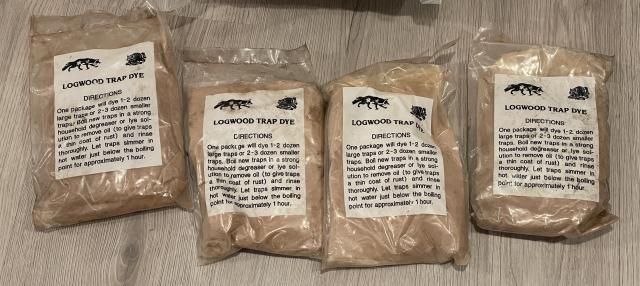 LOGWOOD TRAP DYE
DIRECTIONS
One package will dye 1-2 dozen
large traps or 2-3 dozen smaller
traps. Boil new traps in a strong
household degreaser or lye sol-
ution to remove oil (to give traps
a thin coat of rust) and rinse
thoroughly. Let traps simmer in
hot water just below the boiling
point for approximately 1 hour.
LOGWOOD TRAP DYE
DIRECTIONS
One package will dye 1-2 dozen
large traps or 2-3 dozen smaller
traps. Boil new traps in a strong
household degreaser or lye sol-
ution to remove oil (to give traps
a thin coat of rust) and rinse
thoroughly. Let traps simmer in
hot water just below the boiling
point for approximately 1 hour.
LOGWOOD TRAP DYE
DIRECTIONS
One package will dye 1-2 dozen
large traps or 2-3 dozen smaller
traps. Boil new traps in a strong
household degreaser or lye sol-
ution to remove oil (to give traps
a thin coat of rust) and rinse
thoroughly. Let traps simmer in
hot water just below the boiling
point for approximately 1 hour.
LOGWOOD TRAP DYE
DIRECTIONS
One package will dye 1-2 dozen
large traps or 2-3 dozen smaller
traps. Boil new traps in a strong
household degreaser or lye sol-
ution to remove oil (to give traps
a thin coat of rust) and rinse
thoroughly. Let traps simmer in
hot water just below the boiling
point for approximately 1 hour.